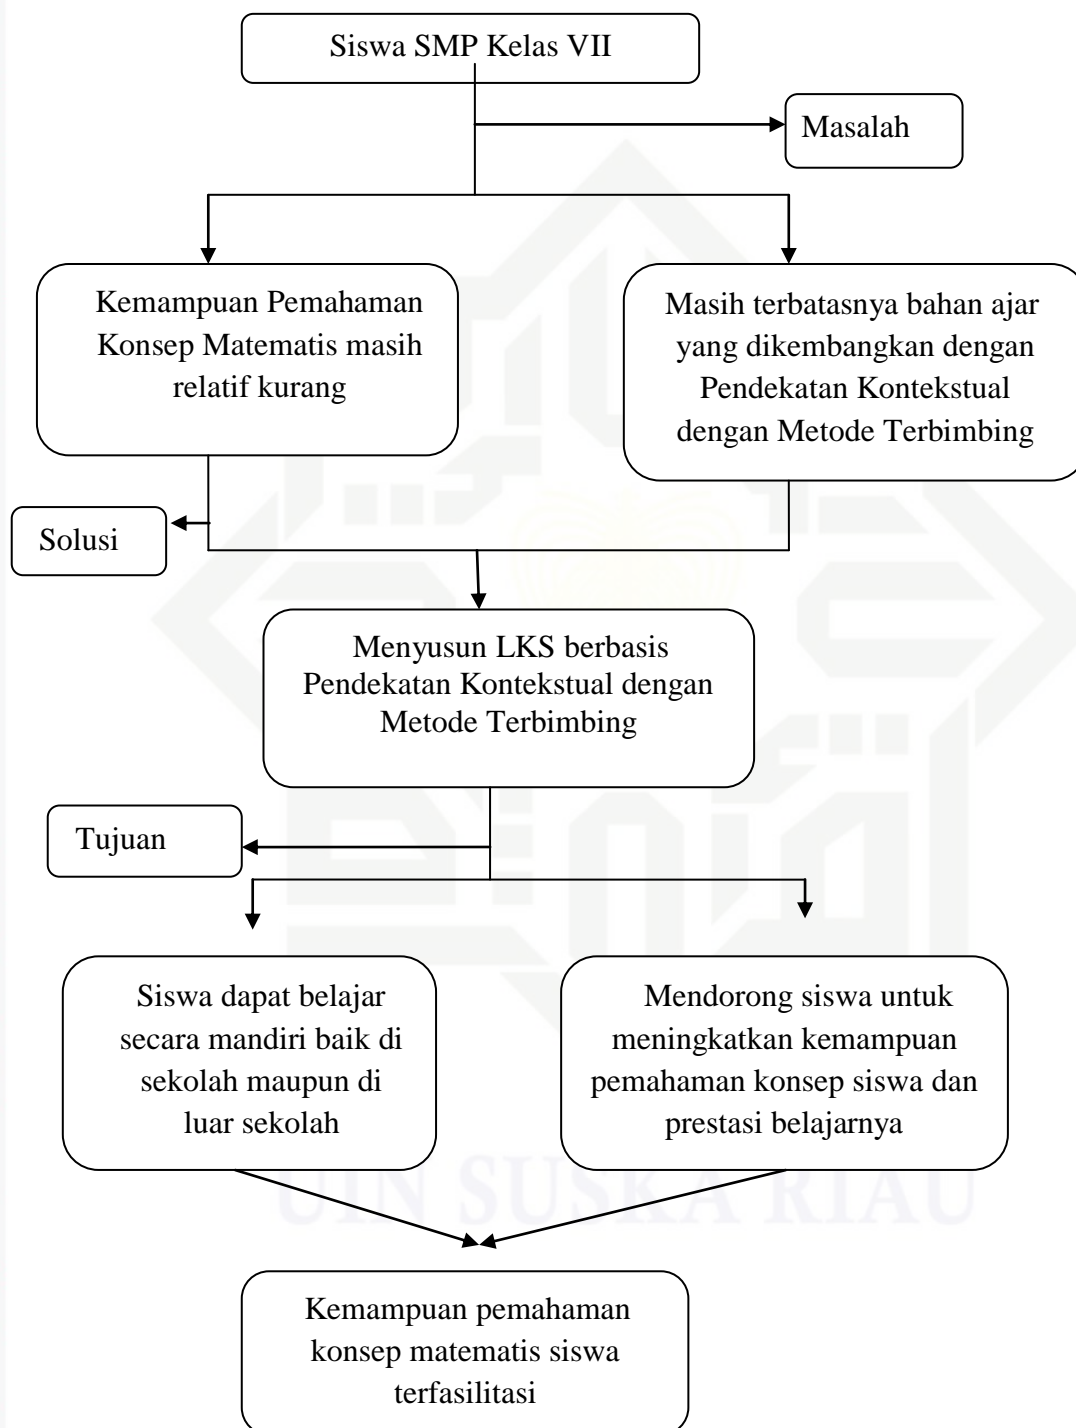 Siswa SMP Kelas VII
Masalah
Kemampuan Pemahaman
Konsep Matematis masih
relatif kurang
Masih terbatasnya bahan ajar
yang dikembangkan dengan
Pendekatan Kontekstual
dengan Metode Terbimbing
Solusi
Menyusun LKS berbasis
Pendekatan Kontekstual dengan
Metode Terbimbing
Tujuan
Siswa dapat belajar
secara mandiri baik di
sekolah maupun di
luar sekolah
Mendorong siswa untuk
meningkatkan kemampuan
pemahaman konsep siswa dan
prestasi belajarnya
UIN SUSKA RIAU
Kemampuan pemahaman
konsep matematis siswa
terfasilitasi